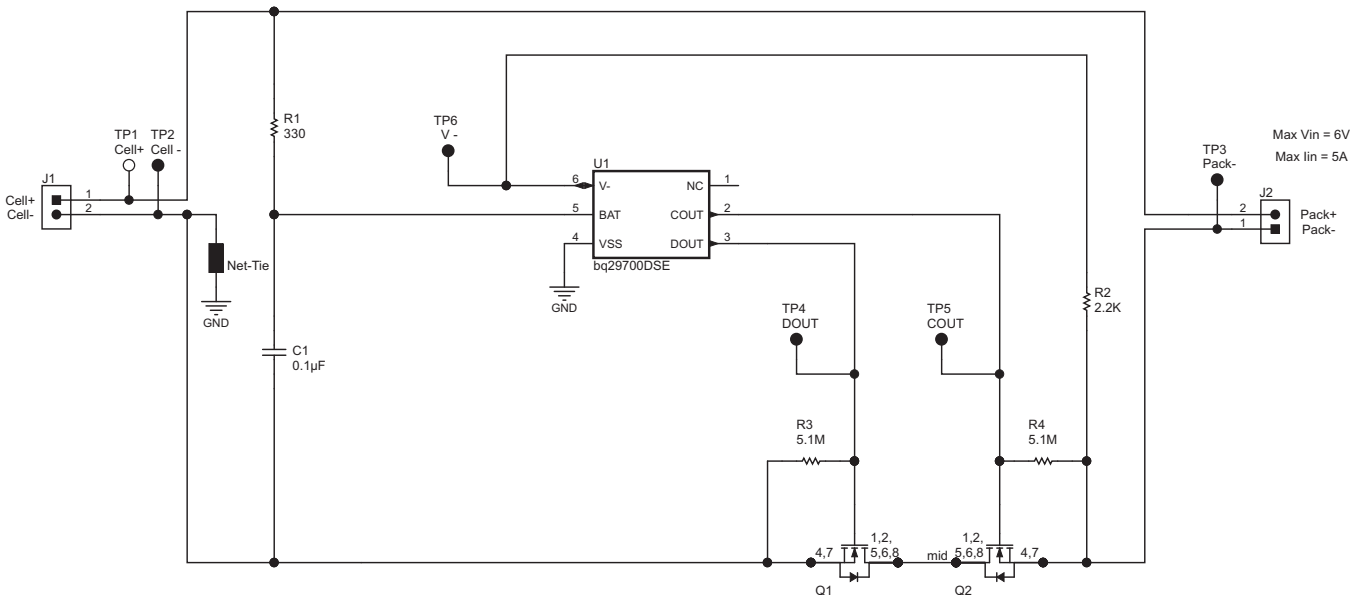 R1
330
TP1
Cell+
TP2
Cell -
TP6
V -
Max Vin = 6V
Max Iin = 5A
TP3
Pack-
J1
Cell+
Cell-
1
2
U1
6
V-
NC
1
5
BAT
COUT
2
4
VSS
DOUT
3
bq29700DSE
J2
2
1
Pack+
Pack-
Net-Tie
GND
GND
R2
2.2K
TP4
DOUT
TP5
COUT
C1
0.1µF
R3
5.1M
R4
5.1M
4,7
1,2,
5,6,8
mid
1,2,
5,6,8
4,7
Q1
Q2